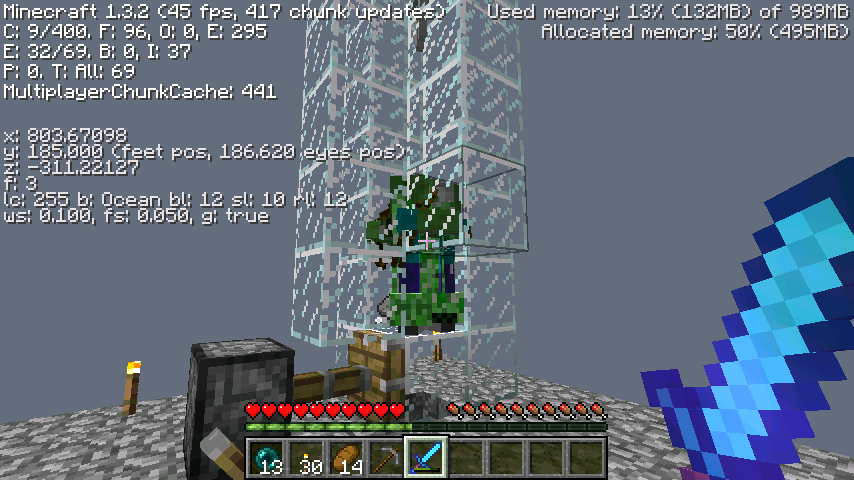 Minecraft 1.3.2 (45 fps, 417 chunk updates)
C: 9/400, F: 96, O: 0, E: 295
E: 32/69, B: 0, I: 37
P: 0, T: All: 69
MultiplayerChunkCache: 441
x: 803.67098
y: 185.000 (feet pos, 186.620 eyes pos)
z: -311.22127
f: 3
lc: 255 b: Ocean bl: 12 sl: 10 rl: 12
ws: 0.100, fs: 0.050, g: true
Used memory: 13% (132MB) of 989MB
Allocated memory: 50% (495MB)
13 30 14